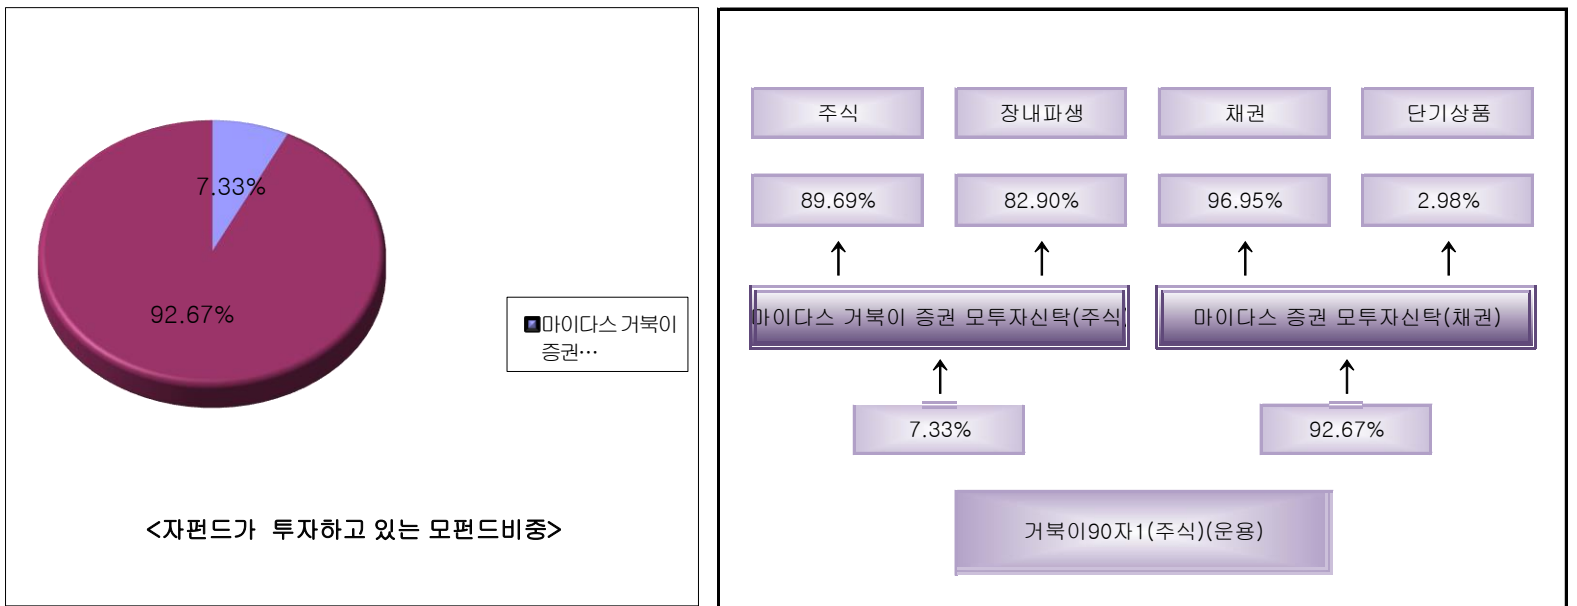 7.33%
92.67%
마이다스 거북이
증권…
<자펀드가 투자하고 있는 모펀드비중>
주식 장내파생 채권 단기상품
89.69% 82.90% 96.95% 2.98%
마이다스 거북이 증권 모투자신탁(주식) 마이다스 증권 모투자신탁(채권)
7.33% 92.67%
거북이90자1(주식)(운용)